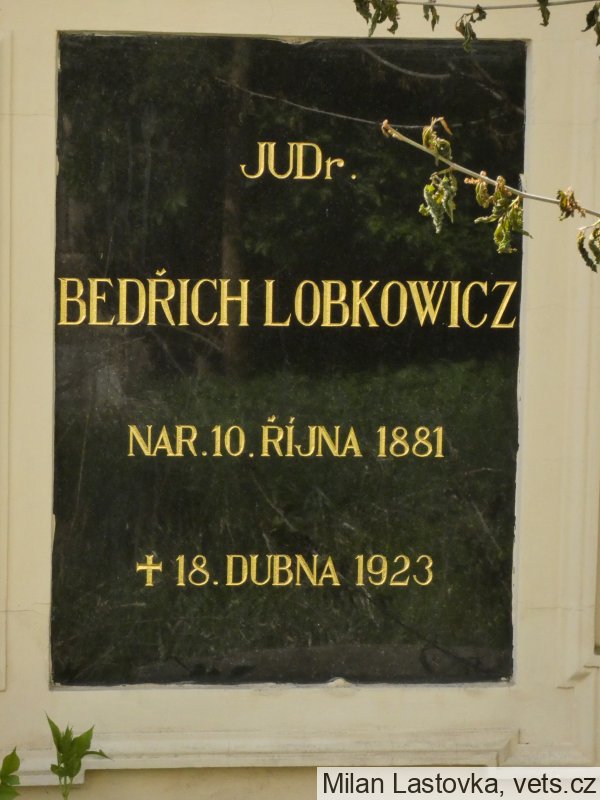 JUDr.
BEDŘICH LOBKOWICZ
NAR. 10. ŘÍJNA 1881
✝ 18. DUBNA 1923
Milan Lastovka, vets.cz